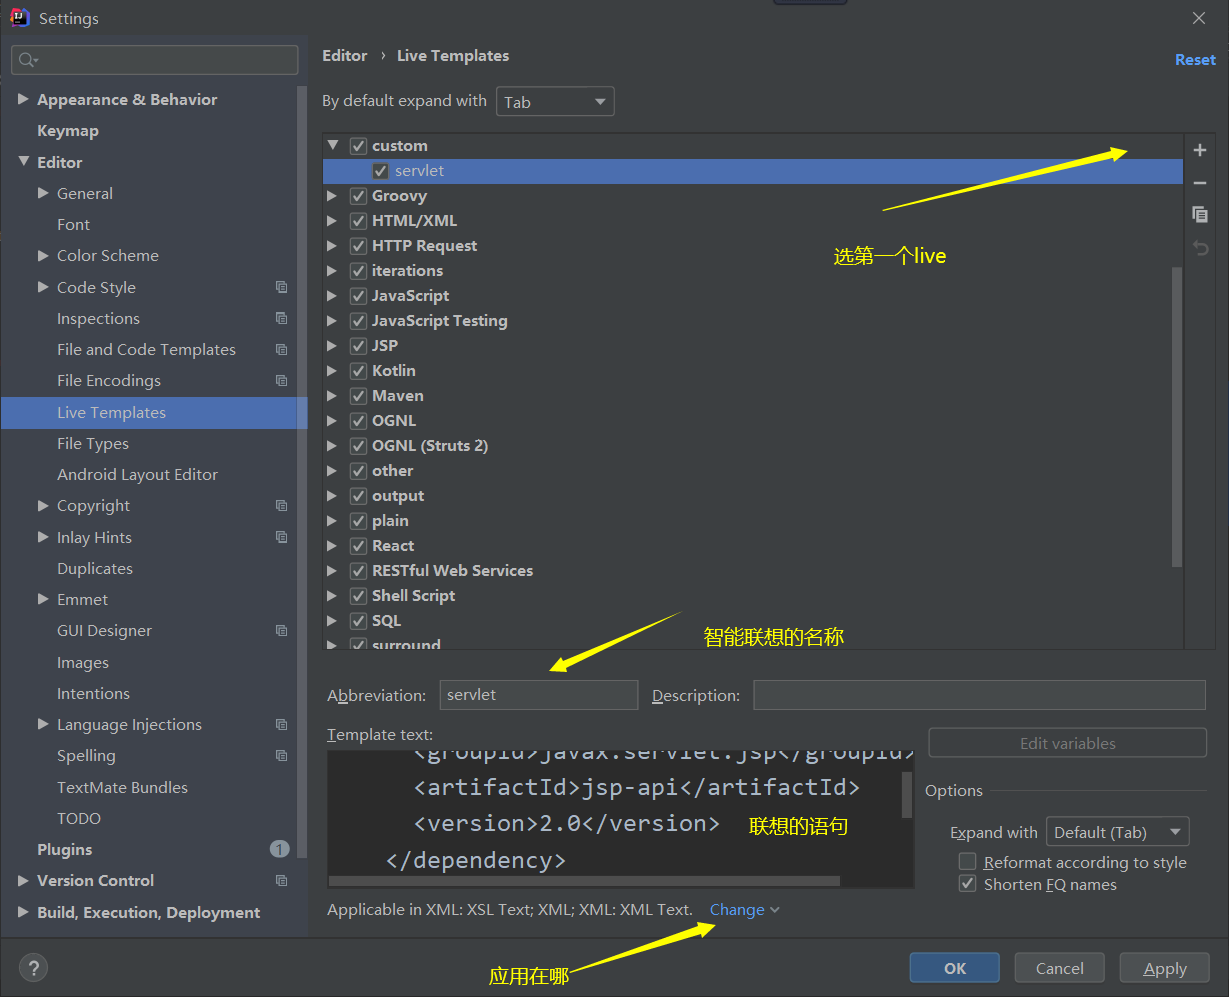 Settings
Appearance & Behavior
Keymap
Editor
General
Font
Color Scheme
Code Style
Inspections
File and Code Templates
File Encodings
Live Templates
File Types
Android Layout Editor
Copyright
Inlay Hints
Duplicates
Emmet
GUI Designer
Images
Intentions
Language Injections
Spelling
TextMate Bundles
TODO
Plugins 1
Version Control
Build, Execution, Deployment
Editor › Live Templates
Reset
By default expand with Tab
custom
servlet
Groovy
HTML/XML
HTTP Request
iterations
JavaScript
JavaScript Testing
JSP
Kotlin
Maven
OGNL
OGNL (Struts 2)
other
output
plain
React
RESTful Web Services
Shell Script
SQL
surround
选第一个live
智能联想的名称
Abbreviation: servlet Description:
Template text:
<groupId>javax.servlet.jsp</groupId>
<artifactId>jsp-api</artifactId>
<version>2.0</version>
</dependency>
联想的语句
Edit variables
Options
Expand with Default (Tab)
Reformat according to style
Shorten FQ names
Applicable in XML: XSL Text; XML; XML: XML Text. Change
应用在哪
?
OK Cancel Apply